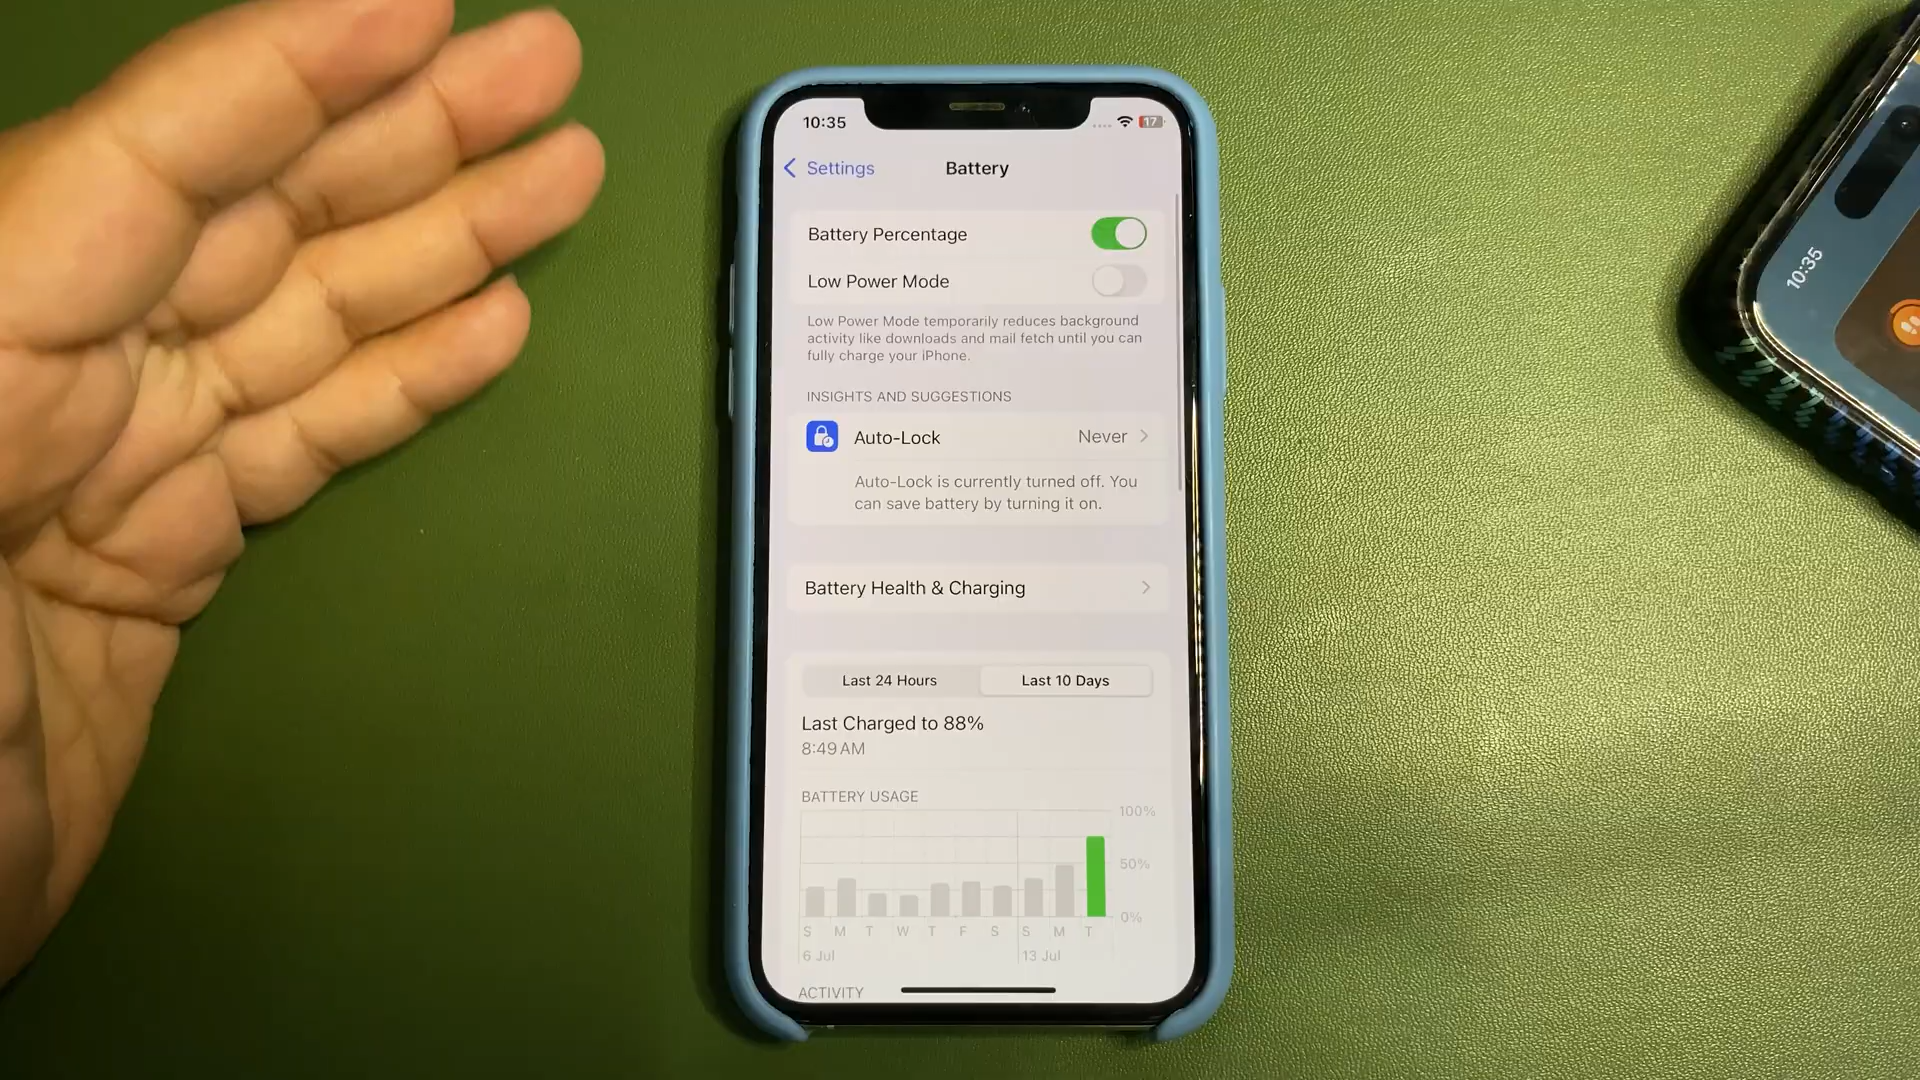 10:35
17
Settings
Battery
Battery Percentage
Low Power Mode
Low Power Mode temporarily reduces background
activity like downloads and mail fetch until you can
fully charge your iPhone.
INSIGHTS AND SUGGESTIONS
Auto-Lock
Never
Auto-Lock is currently turned off. You
can save battery by turning it on.
Battery Health & Charging
Last 24 Hours
Last 10 Days
Last Charged to 88%
8:49 AM
BATTERY USAGE
100%
50%
0%
S M T W T F S S M T
6 Jul 13 Jul
ACTIVITY
10:35